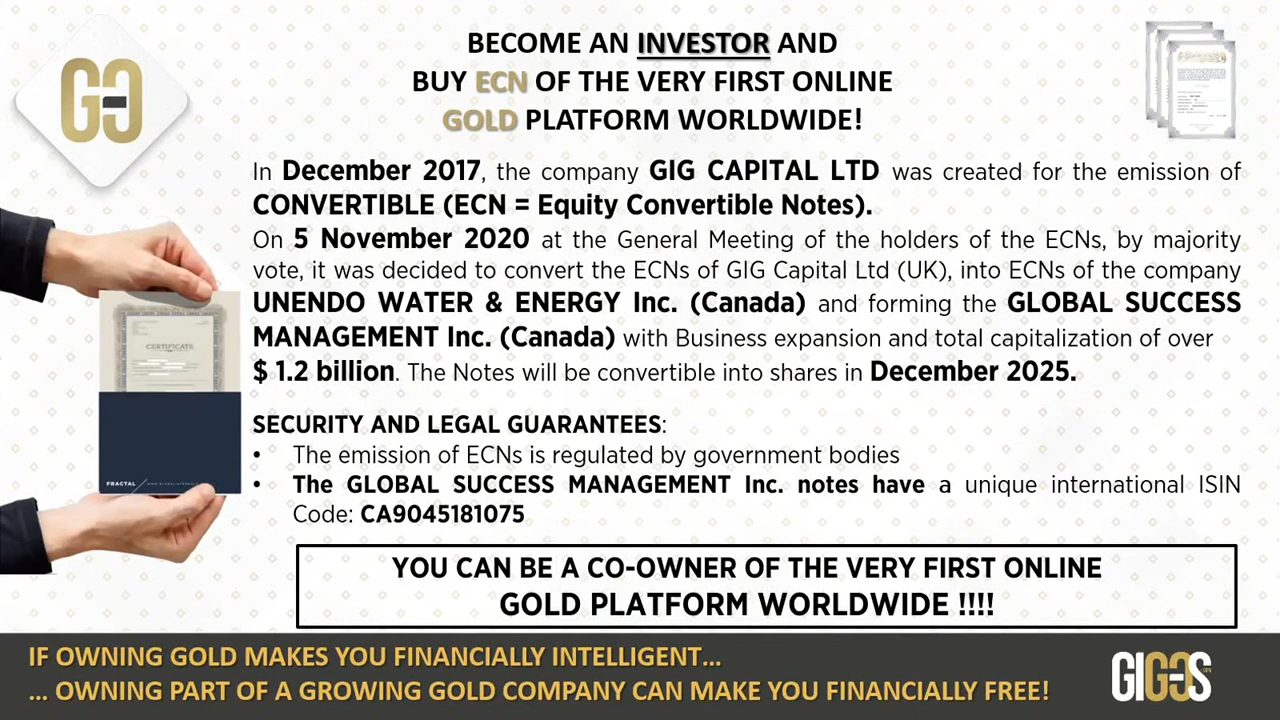 BECOME AN INVESTOR AND
BUY ECN OF THE VERY FIRST ONLINE
GOLD PLATFORM WORLDWIDE!
In December 2017, the company GIG CAPITAL LTD was created for the emission of
CONVERTIBLE (ECN = Equity Convertible Notes).
On 5 November 2020 at the General Meeting of the holders of the ECNs, by majority
vote, it was decided to convert the ECNs of GIG Capital Ltd (UK), into ECNs of the company
UNENDO WATER & ENERGY Inc. (Canada) and forming the GLOBAL SUCCESS
MANAGEMENT Inc. (Canada) with Business expansion and total capitalization of over
$ 1.2 billion. The Notes will be convertible into shares in December 2025.
CERTIFICATE
FRACTAL
SECURITY AND LEGAL GUARANTEES:
• The emission of ECNs is regulated by government bodies
• The GLOBAL SUCCESS MANAGEMENT Inc. notes have a unique international ISIN
Code: CA9045181075
YOU CAN BE A CO-OWNER OF THE VERY FIRST ONLINE
GOLD PLATFORM WORLDWIDE !!!!
IF OWNING GOLD MAKES YOU FINANCIALLY INTELLIGENT...
... OWNING PART OF A GROWING GOLD COMPANY CAN MAKE YOU FINANCIALLY FREE!
GIGOS